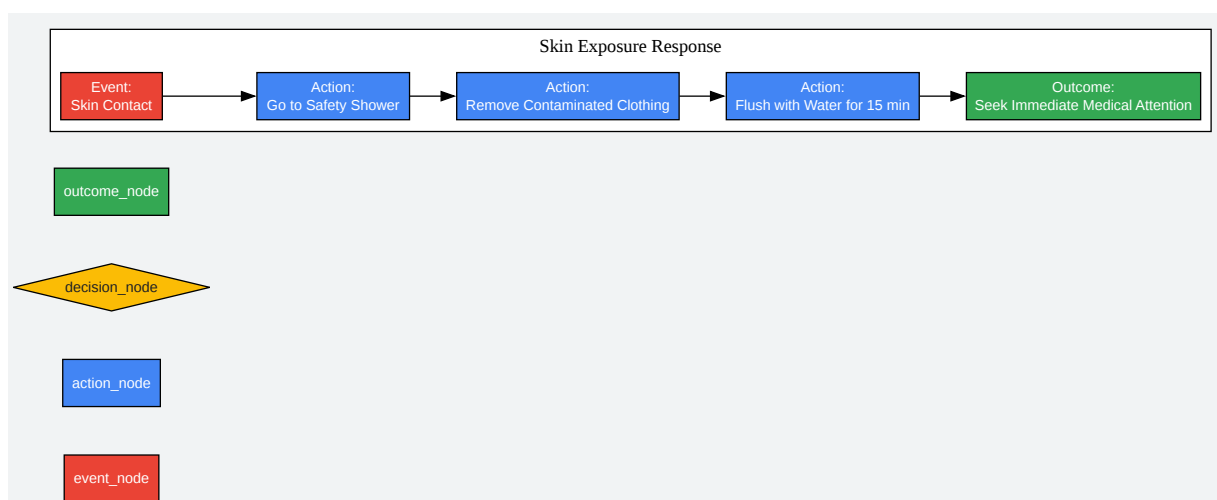 Skin Exposure Response
Event:
Skin Contact
Action:
Go to Safety Shower
Action:
Remove Contaminated Clothing
Action:
Flush with Water for 15 min
Outcome:
Seek Immediate Medical Attention
outcome_node
decision_node
action_node
event_node